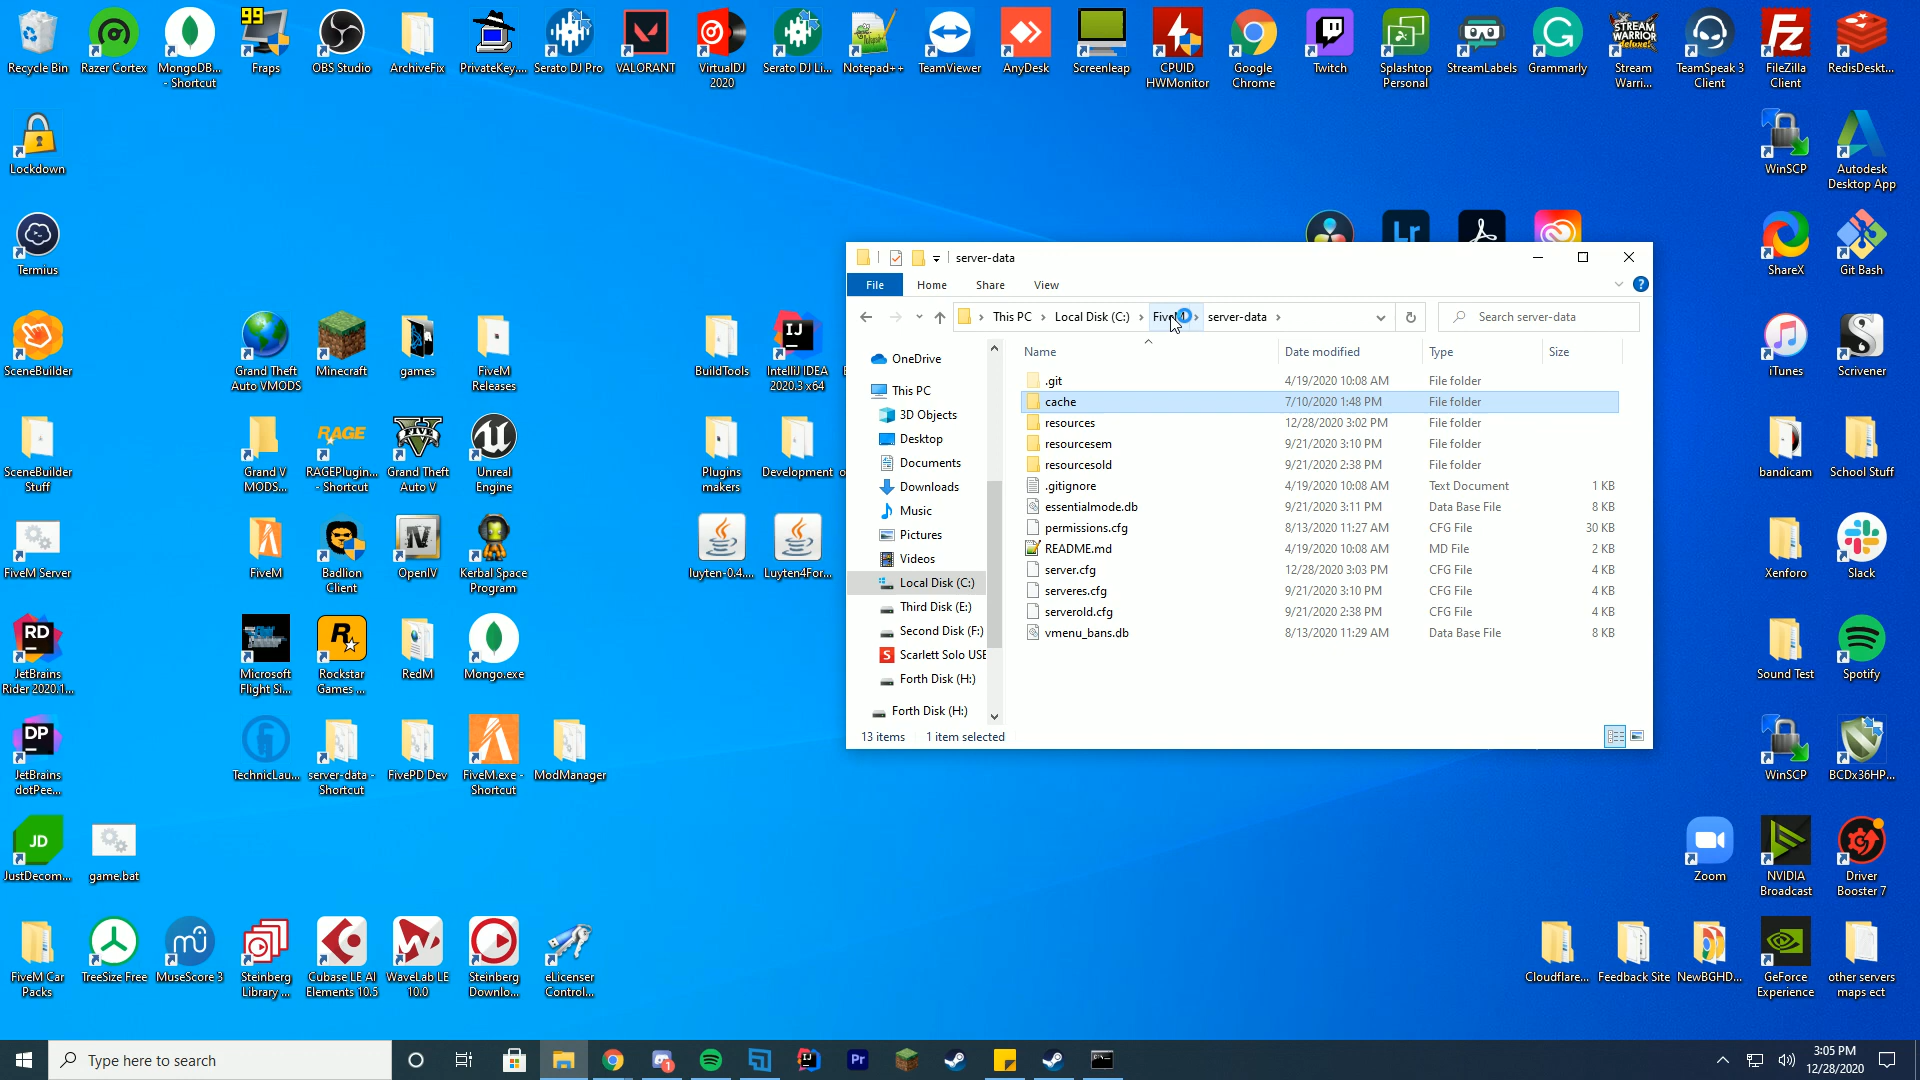 99
Recycle Bin
Razer Cortex
MongoDB...
- Shortcut
Fraps
OBS Studio
ArchiveFix
PrivateKey....
Serato DJ Pro
VALORANT
VirtualDJ
2020
Serato DJ Li...
Notepad++
TeamViewer
AnyDesk
Screenleap
CPUID
HWMonitor
Google
Chrome
Twitch
Splashtop
Personal
StreamLabels
Grammarly
Stream
Warri...
TeamSpeak 3
Client
FileZilla
Client
RedisDeskt...
Lockdown
WinSCP
Autodesk
Desktop App
Termius
ShareX
Git Bash
server-data
File
Home
Share
View
This PC
Local Disk (C:)
FiveM
server-data
Search server-data
Name
Date modified
Type
Size
OneDrive
This PC
3D Objects
Desktop
Documents
Downloads
Music
Pictures
Videos
Local Disk (C:)
Third Disk (E:)
Second Disk (F:)
Scarlett Solo USE
Forth Disk (H:)
Forth Disk (H:)
.git 4/19/2020 10:08 AM File folder
cache 7/10/2020 1:48 PM File folder
resources 12/28/2020 3:02 PM File folder
resourcesem 9/21/2020 3:10 PM File folder
resourcesold 9/21/2020 2:38 PM File folder
.gitignore 4/19/2020 10:08 AM Text Document 1 KB
essentialmode.db 9/21/2020 3:11 PM Data Base File 8 KB
permissions.cfg 8/13/2020 11:27 AM CFG File 30 KB
README.md 4/19/2020 10:08 AM MD File 2 KB
server.cfg 12/28/2020 3:03 PM CFG File 4 KB
serveres.cfg 9/21/2020 3:10 PM CFG File 4 KB
serverold.cfg 9/21/2020 2:38 PM CFG File 4 KB
vmenu_bans.db 8/13/2020 11:29 AM Data Base File 8 KB
13 items
1 item selected
SceneBuilder
Grand Theft
Auto VMODS
Minecraft
games
FiveM
Releases
BuildTools
IntelliJ IDEA
2020.3 x64
iTunes
Scrivener
SceneBuilder
Stuff
Grand V
MODS...
RAGEPlugin...
- Shortcut
Grand Theft
Auto V
Unreal
Engine
Plugins
makers
Development
bandicam
School Stuff
FiveM Server
FiveM
Badlion
Client
OpenIV
Kerbal Space
Program
luyten-0.4....
Luyten4For...
Xenforo
Slack
JetBrains
Rider 2020.1...
Microsoft
Flight Si...
Rockstar
Games ...
RedM
Mongo.exe
Sound Test
Spotify
JetBrains
dotPee...
TechnicLau...
server-data -
Shortcut
FivePD Dev
FiveM.exe -
Shortcut
ModManager
WinSCP
BCDx36HP...
JustDecom...
game.bat
Zoom
NVIDIA
Broadcast
Driver
Booster 7
FiveM Car
Packs
TreeSize Free
MuseScore 3
Steinberg
Library ...
Cubase LE AI
Elements 10.5
WaveLab LE
10.0
Steinberg
Downlo...
eLicenser
Control...
Cloudflare...
Feedback Site
NewBGHD...
GeForce
Experience
other servers
maps ect
Type here to search
3:05 PM
12/28/2020